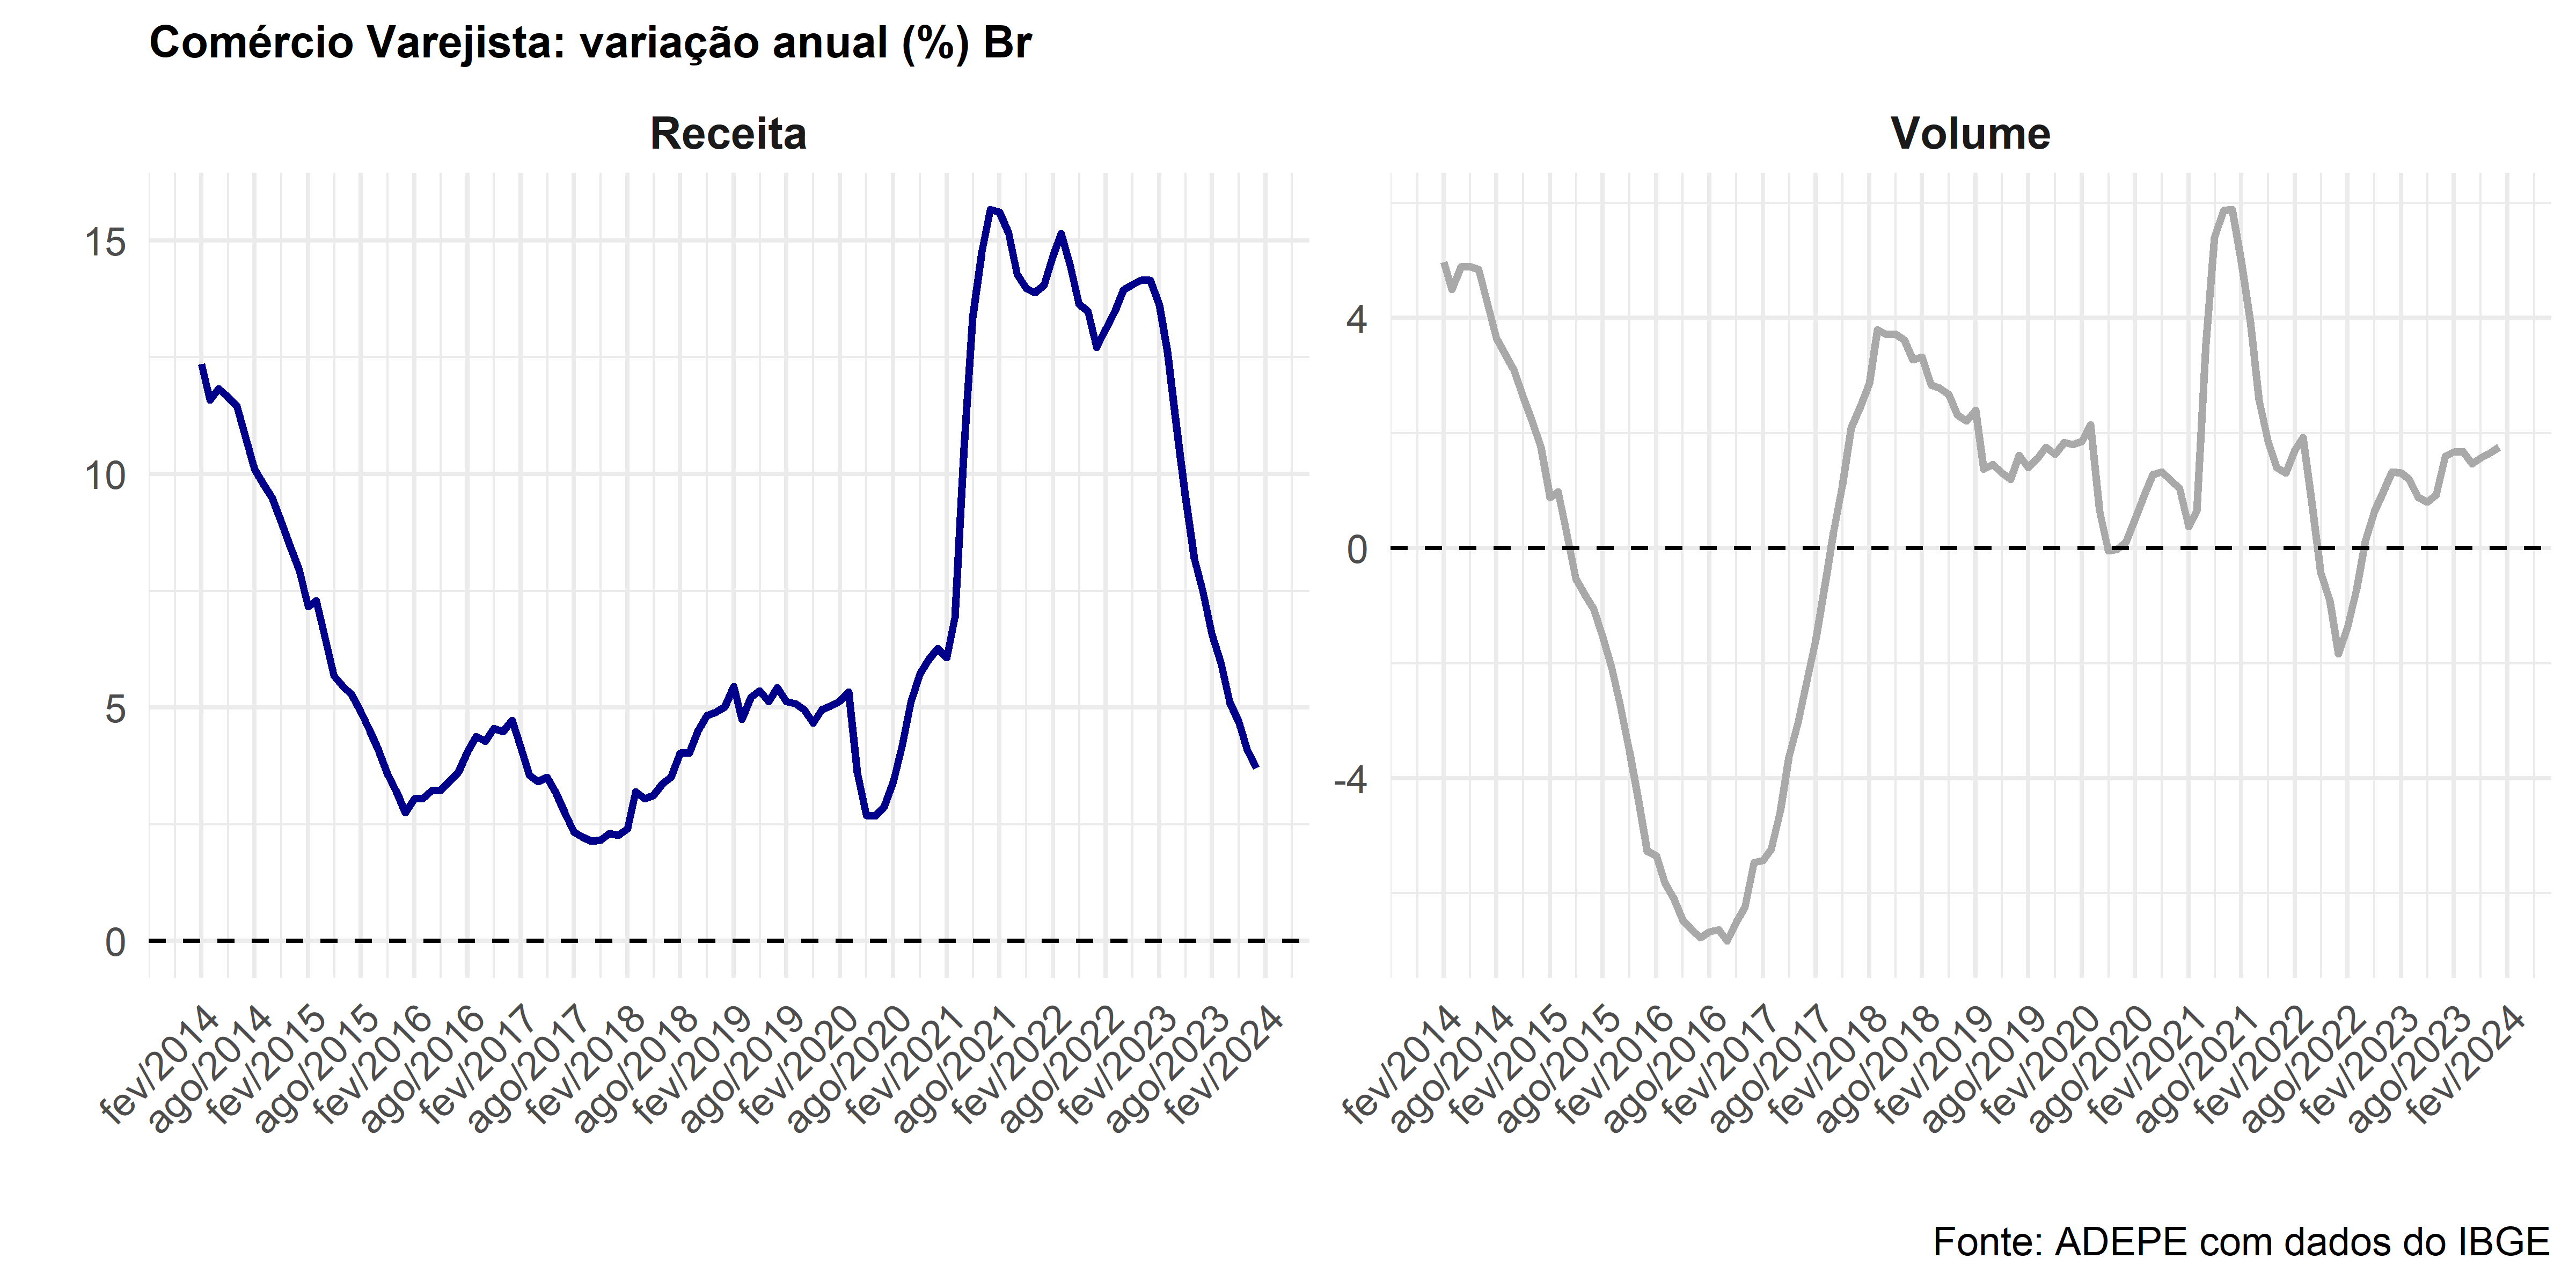 Comércio Varejista: variação anual (%) Br
Receita
Volume
15
10
5
0
4
0
-4
fev/2014
ago/2014
fev/2015
ago/2015
fev/2016
ago/2016
fev/2017
ago/2017
fev/2018
ago/2018
fev/2019
ago/2019
fev/2020
ago/2020
fev/2021
ago/2021
fev/2022
ago/2022
fev/2023
ago/2023
fev/2024
fev/2014
ago/2014
fev/2015
ago/2015
fev/2016
ago/2016
fev/2017
ago/2017
fev/2018
ago/2018
fev/2019
ago/2019
fev/2020
ago/2020
fev/2021
ago/2021
fev/2022
ago/2022
fev/2023
ago/2023
fev/2024
Fonte: ADEPE com dados do IBGE